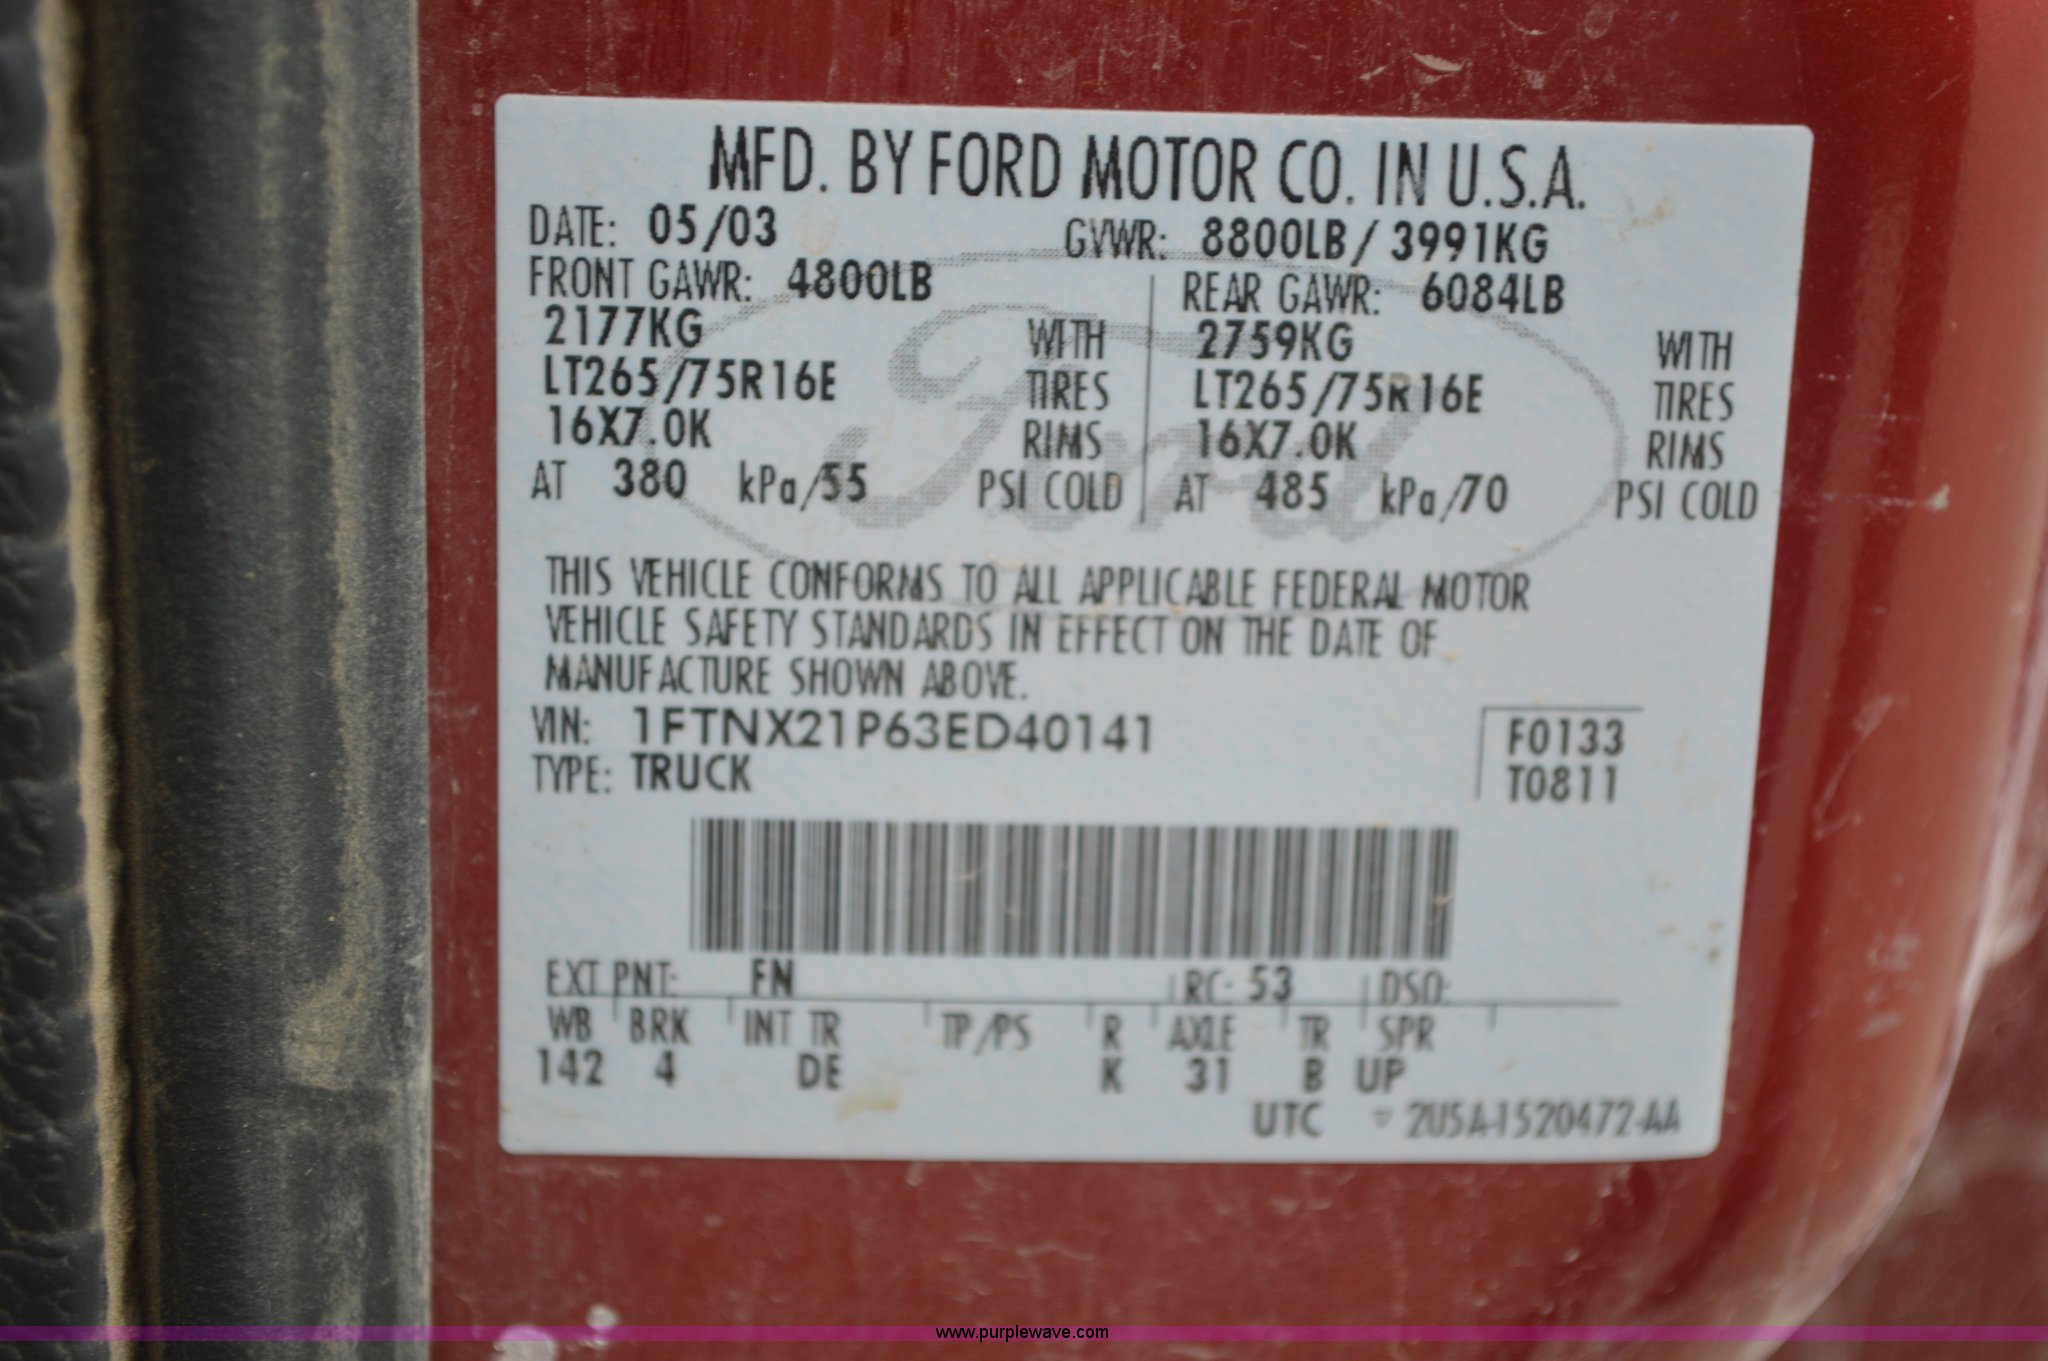 MFD. BY FORD MOTOR CO. IN U.S.A.
DATE: 05/03 GVWR: 8800LB / 3991KG
FRONT GAWR: 4800LB REAR GAWR: 6084LB
2177KG WITH 2759KG WITH
LT265/75R16E TIRES LT265/75R16E TIRES
16X7.0K RIMS 16X7.0K RIMS
AT 380 kPa/55 PSI COLD AT 485 kPa/70 PSI COLD
Ford
THIS VEHICLE CONFORMS TO ALL APPLICABLE FEDERAL MOTOR
VEHICLE SAFETY STANDARDS IN EFFECT ON THE DATE OF
MANUFACTURE SHOWN ABOVE.
VIN: 1FTNX21P63ED40141 F0133
TYPE: TRUCK T0811
EXT PNT: FN RC: 53 DSO:
WB BRK INT TR TP/PS R AXLE TR SPR
142 4 DE K 31 B UP
UTC 2U5A-1520472-AA
www.purplewave.com